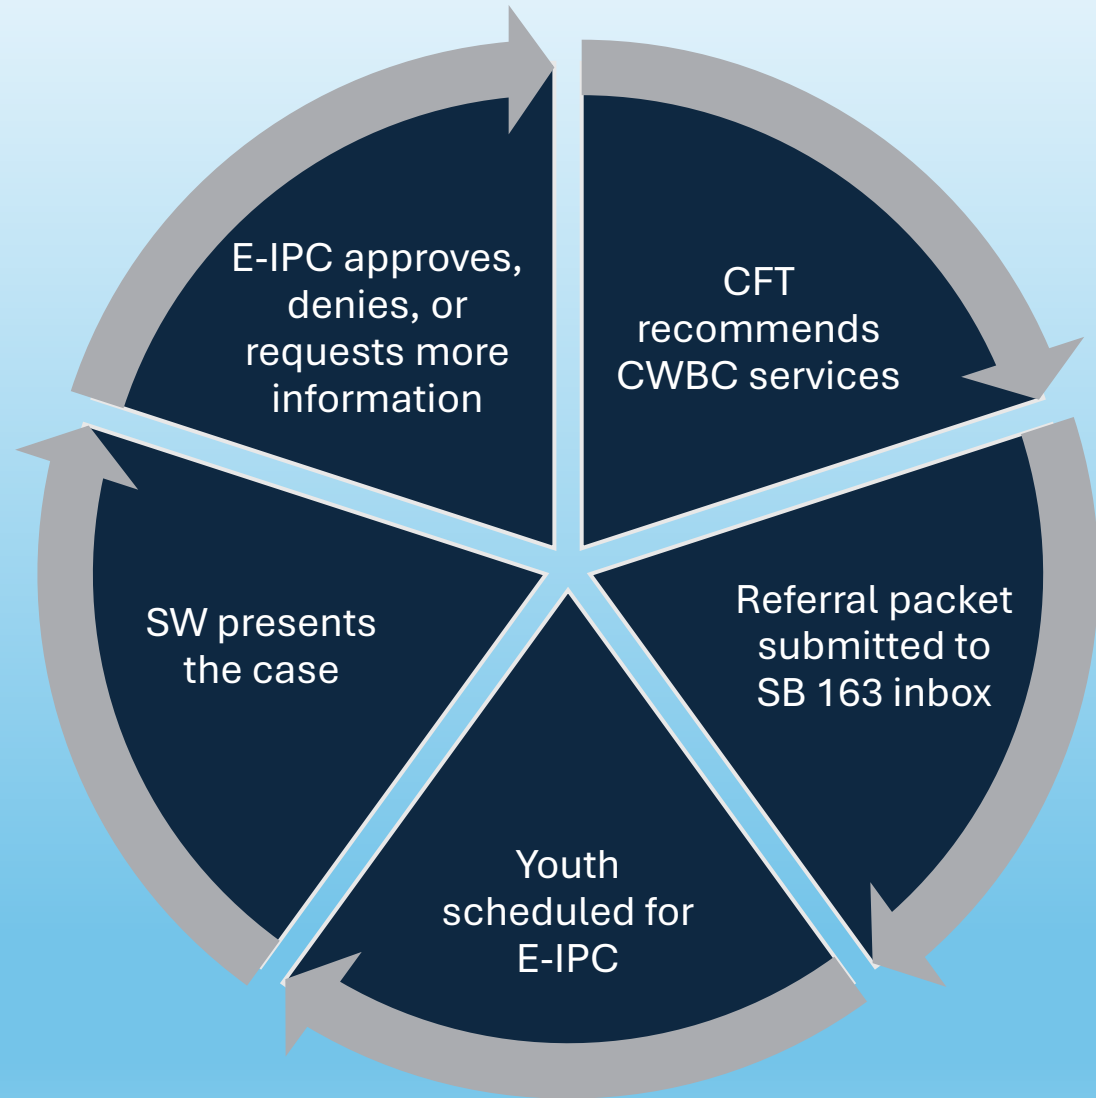 CFT
recommends
CWBC services
Referral packet
submitted to
SB 163 inbox
Youth
scheduled for
E-IPC
SW presents
the case
E-IPC approves,
denies, or
requests more
information